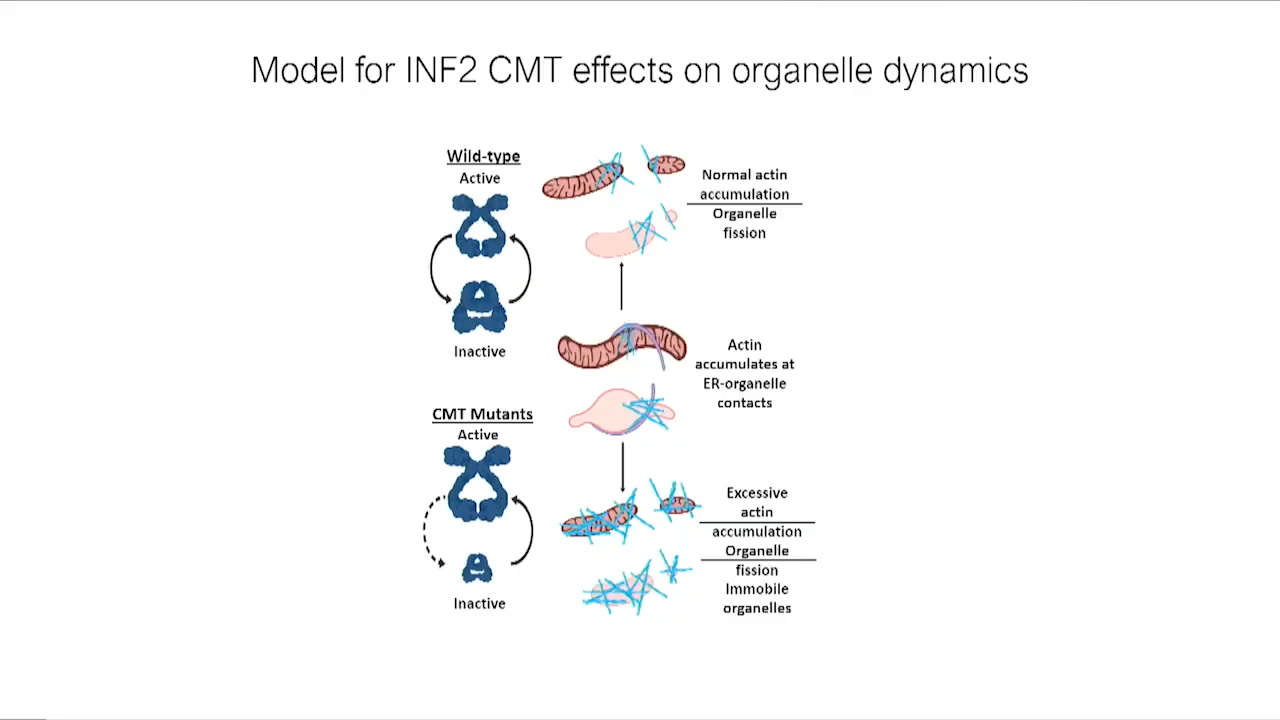 Model for INF2 CMT effects on organelle dynamics
Wild-type
Active
Inactive
CMT Mutants
Active
Inactive
Normal actin
accumulation
Organelle
fission
Actin
accumulates at
ER-organelle
contacts
Excessive
actin
accumulation
Organelle
fission
Immobile
organelles